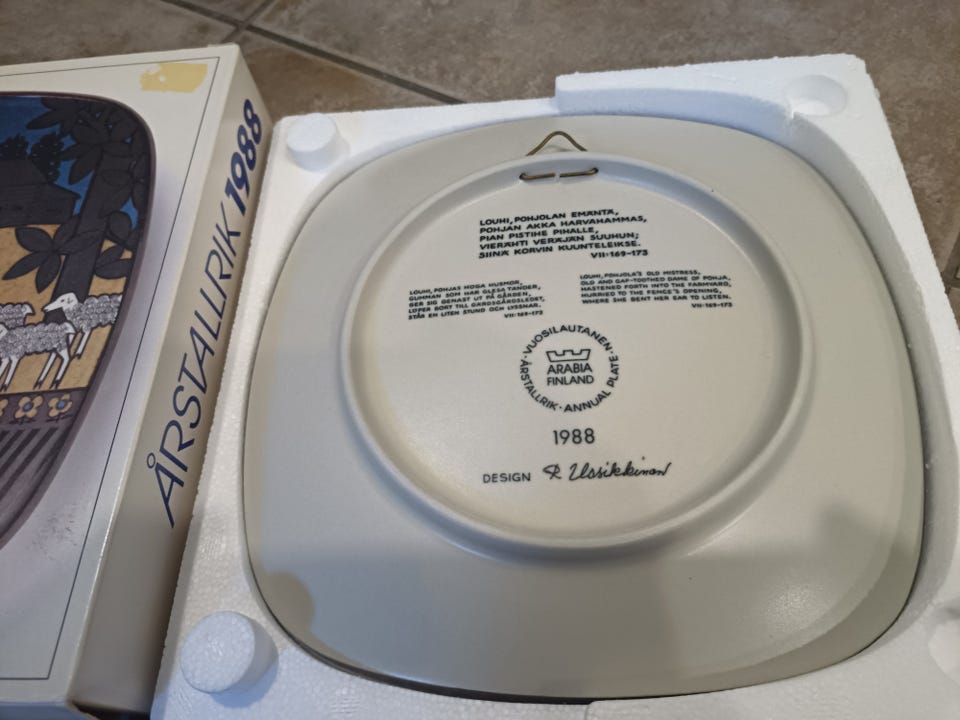 ÅRSTALLRIK 1988
LOUHI, POHJOLAN EMÄNTÄ,
POHJAN AKKA HARVAHAMMAS,
PIAN PISTIHE PIHALLE,
VIERÄHTI VERÄJÄN SUUHUN;
SIINÄ KORVIN KUUNTELEIKSE.
VII:169-173
LOUHI, POHJAS HÖGA HUSMOR,
GUMMAN SOM HAR GLESA TÄNDER,
GER SIG GENAST UT PÅ GÅRDEN,
LÖPER BORT TILL GÄRDSGÅRDSLEDET,
STÅR EN LITEN STUND OCH LYSSNAR.
VII:169-173
LOUHI, POHJOLA'S OLD MISTRESS,
OLD AND GAP-TOOTHED DAME OF POHJA,
HASTENED FORTH INTO THE FARMYARD,
HURRIED TO THE FENCE'S OPENING,
WHERE SHE BENT HER EAR TO LISTEN.
VII:169-173
VUOSILAUTANEN · ANNUAL PLATE · ÅRSTALLRIK ·
ARABIA
FINLAND
1988
DESIGN R Uosikkinen